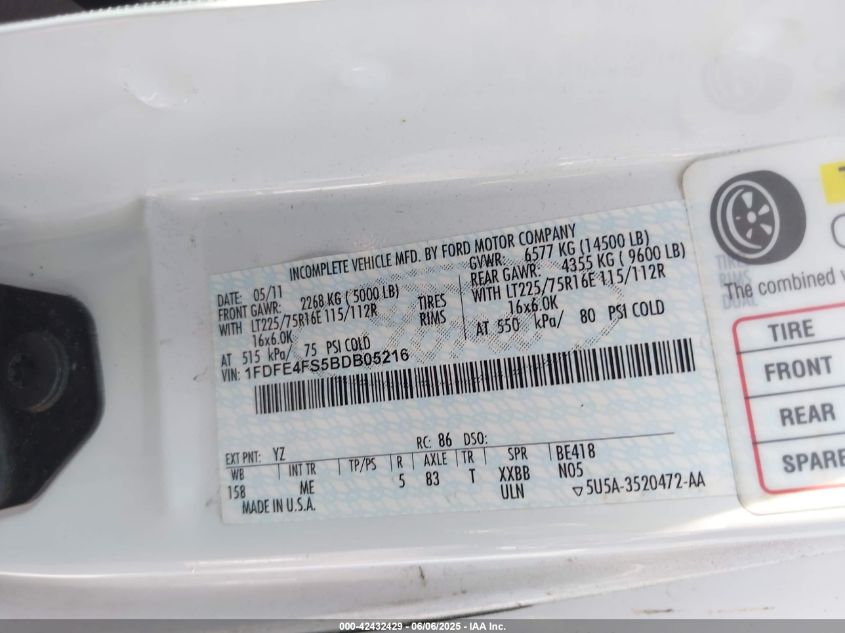 INCOMPLETE VEHICLE MFD. BY FORD MOTOR COMPANY
DATE: 05/11
GVWR: 6577 KG (14500 LB)
FRONT GAWR: 2268 KG ( 5000 LB)
REAR GAWR: 4355 KG ( 9600 LB)
WITH LT225/75R16E 115/112R TIRES
WITH LT225/75R16E 115/112R
16x6.0K RIMS
16x6.0K
AT 515 kPa/ 75 PSI COLD
AT 550 kPa/ 80 PSI COLD
VIN: 1FDFE4FS5BDB05216
EXT PNT: YZ RC: 86 DSO:
WB INT TR TP/PS R AXLE TR SPR BE418
158 ME 5 83 T XXBB N05
ULN
MADE IN U.S.A. ▽5U5A-3520472-AA
TIRE
RIMS
DUAL
The combined
TIRE
FRONT
REAR
SPARE
000-42432429 - 06/06/2025 - IAA Inc.